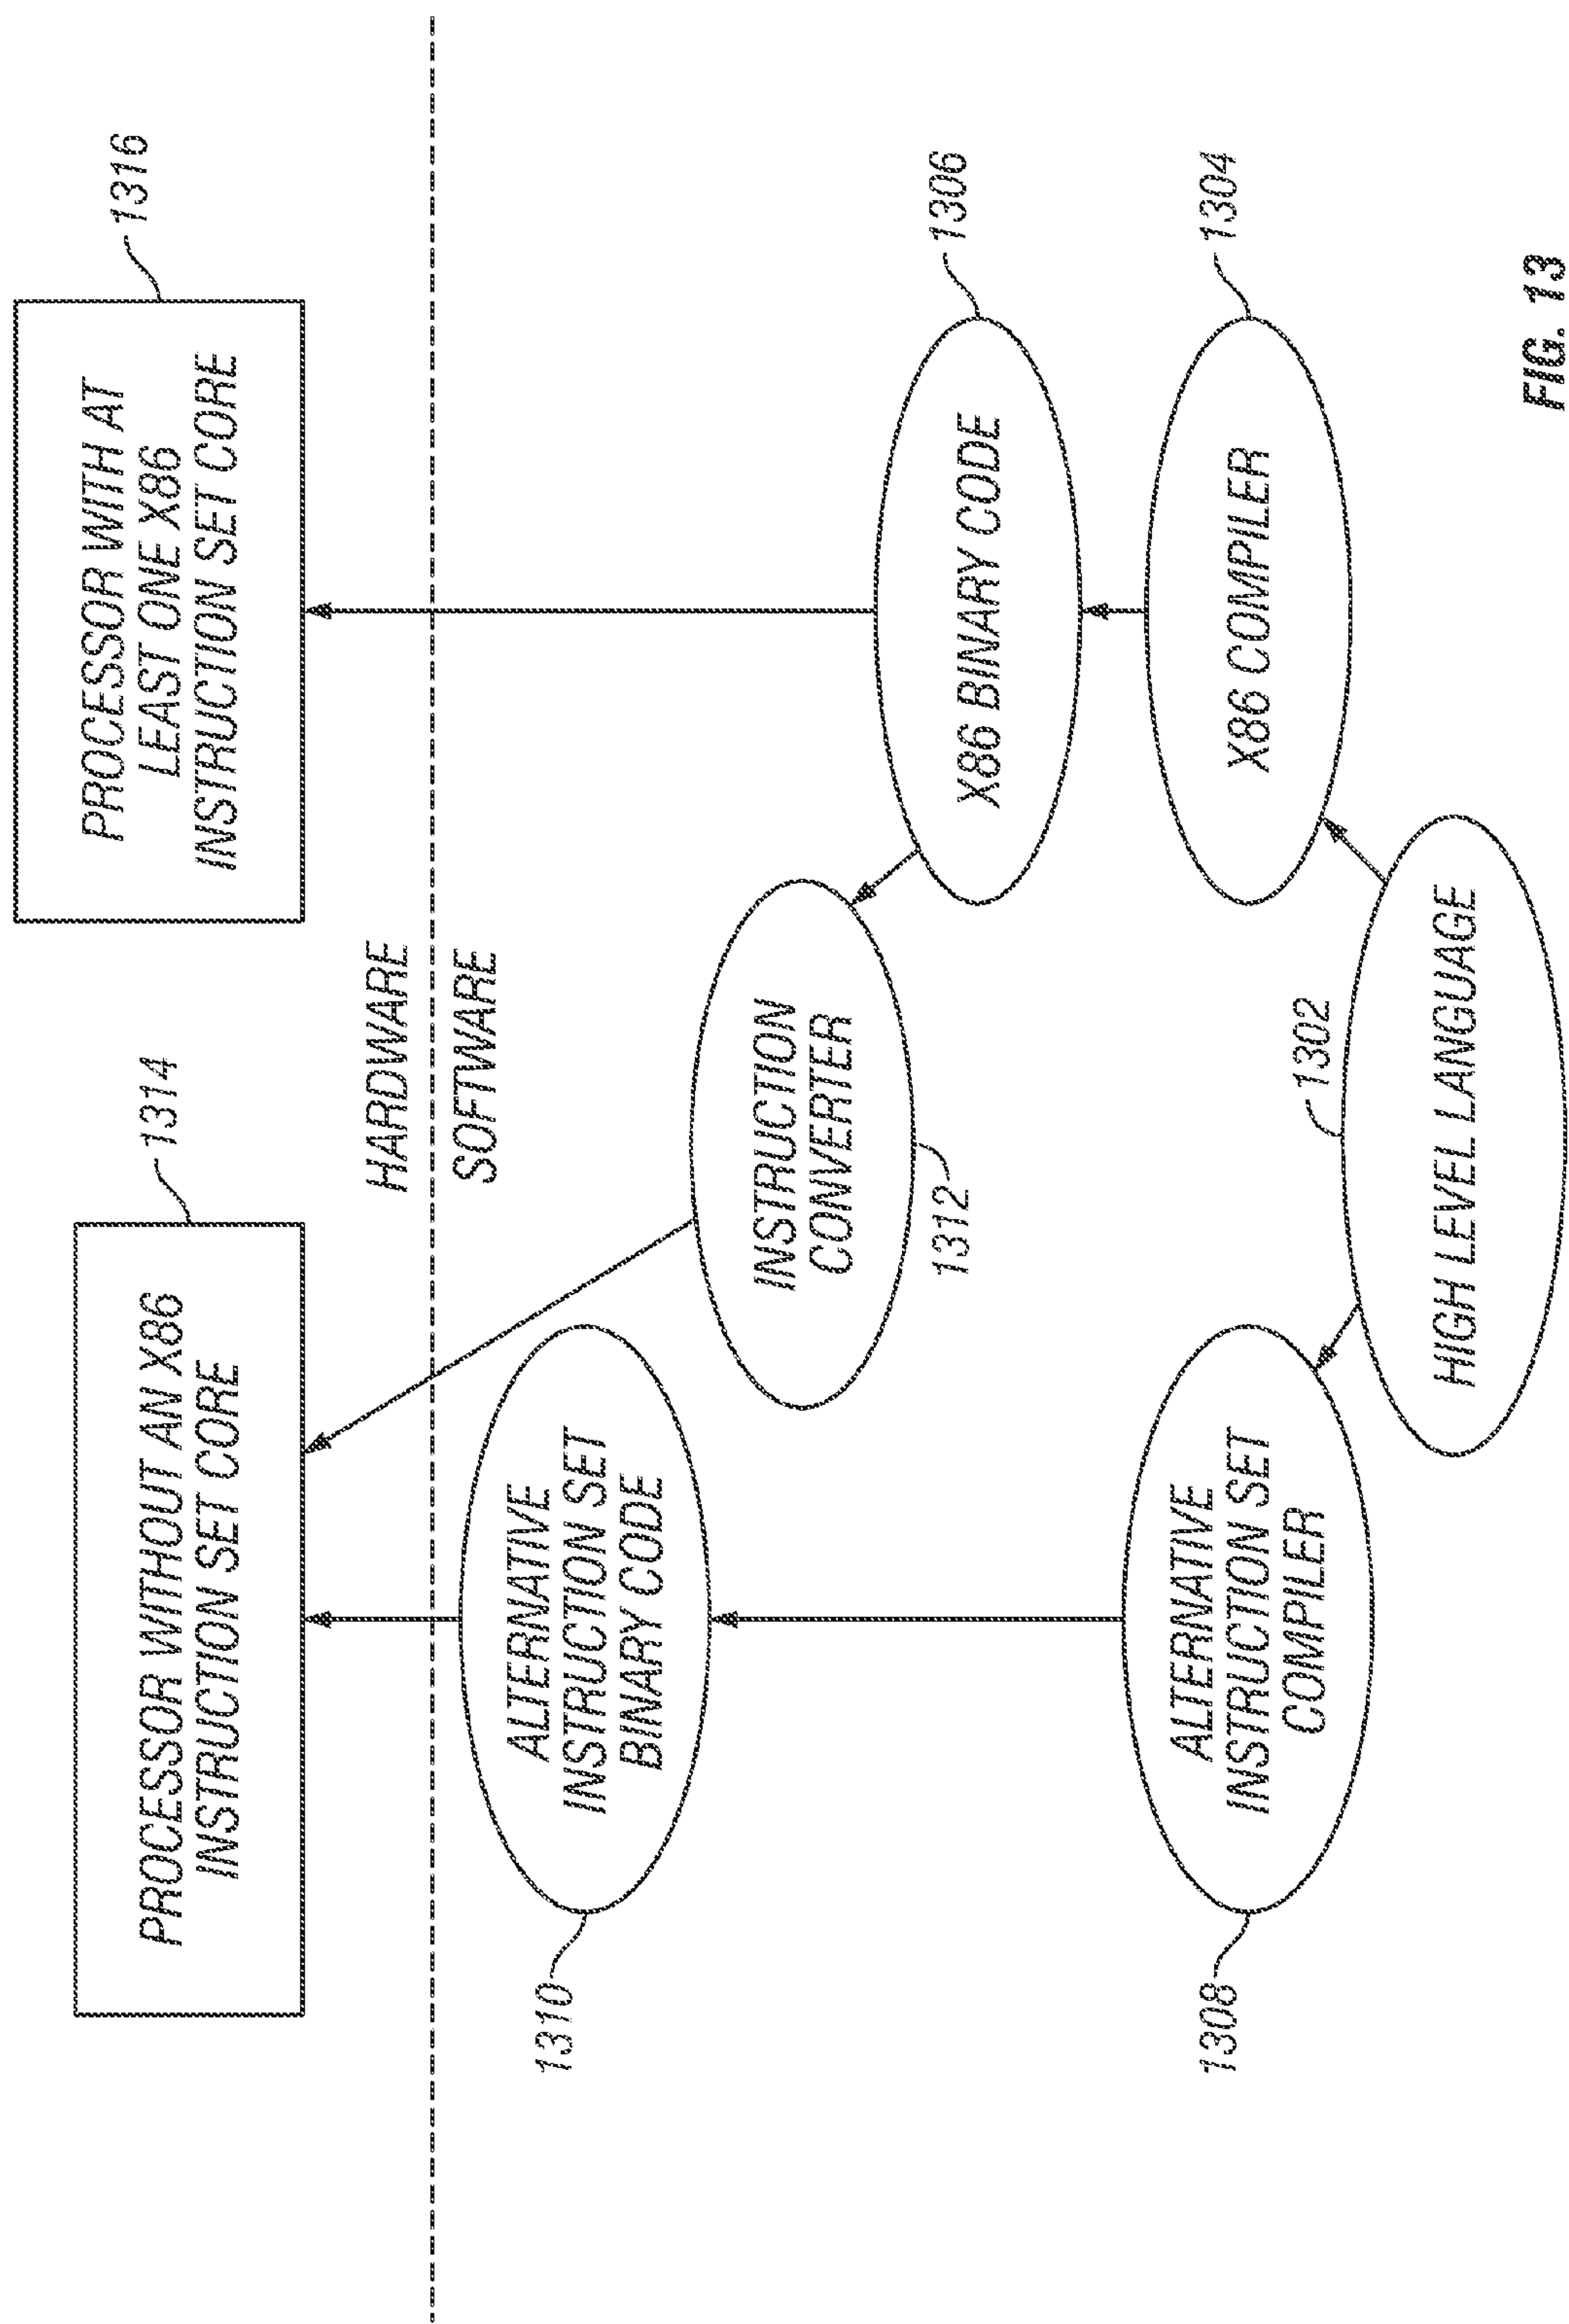 PROCESSOR WITHOUT AN X86
INSTRUCTION SET CORE
1314
PROCESSOR WITH AT
LEAST ONE X86
INSTRUCTION SET CORE
1316
HARDWARE
SOFTWARE
1310
ALTERNATIVE
INSTRUCTION SET
BINARY CODE
INSTRUCTION
CONVERTER
1312
X86 BINARY CODE
1306
1308
ALTERNATIVE
INSTRUCTION SET
COMPILER
X86 COMPILER
1304
1302
HIGH LEVEL LANGUAGE
FIG. 13